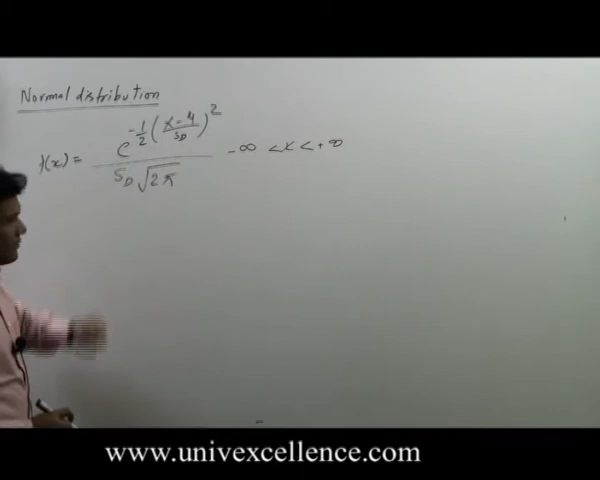 Normal distribution
f(x) = e^{-1/2 ((x - μ)/SD)^2} / (SD √(2π)) -∞ < x < +∞
www.univexcellence.com